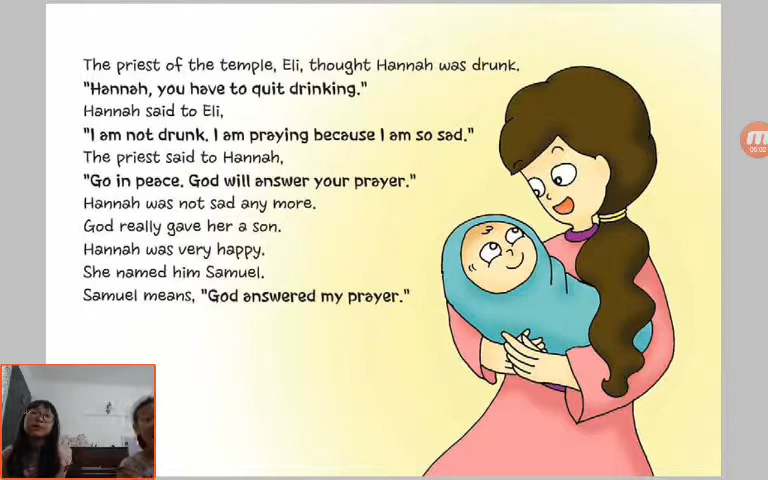 The priest of the temple, Eli, thought Hannah was drunk.
"Hannah, you have to quit drinking."
Hannah said to Eli,
"I am not drunk. I am praying because I am so sad."
The priest said to Hannah,
"Go in peace. God will answer your prayer."
Hannah was not sad any more.
God really gave her a son.
Hannah was very happy.
She named him Samuel.
Samuel means, "God answered my prayer."